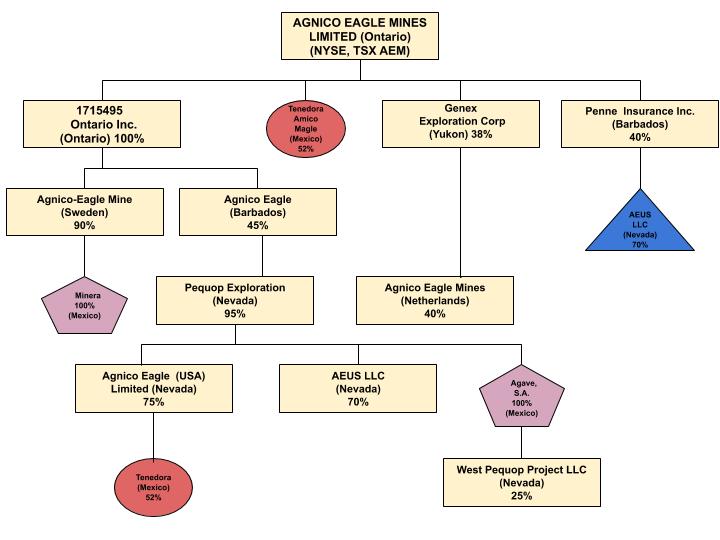 AGNICO EAGLE MINES
LIMITED (Ontario)
(NYSE, TSX AEM)
1715495
Ontario Inc.
(Ontario) 100%
Tenedora
Amico
Magle
(Mexico)
52%
Genex
Exploration Corp
(Yukon) 38%
Penne Insurance Inc.
(Barbados)
40%
Agnico-Eagle Mine
(Sweden)
90%
Agnico Eagle
(Barbados)
45%
AEUS
LLC
(Nevada)
70%
Minera
100%
(Mexico)
Pequop Exploration
(Nevada)
95%
Agnico Eagle Mines
(Netherlands)
40%
Agnico Eagle (USA)
Limited (Nevada)
75%
AEUS LLC
(Nevada)
70%
Agave,
S.A.
100%
(Mexico)
Tenedora
(Mexico)
52%
West Pequop Project LLC
(Nevada)
25%